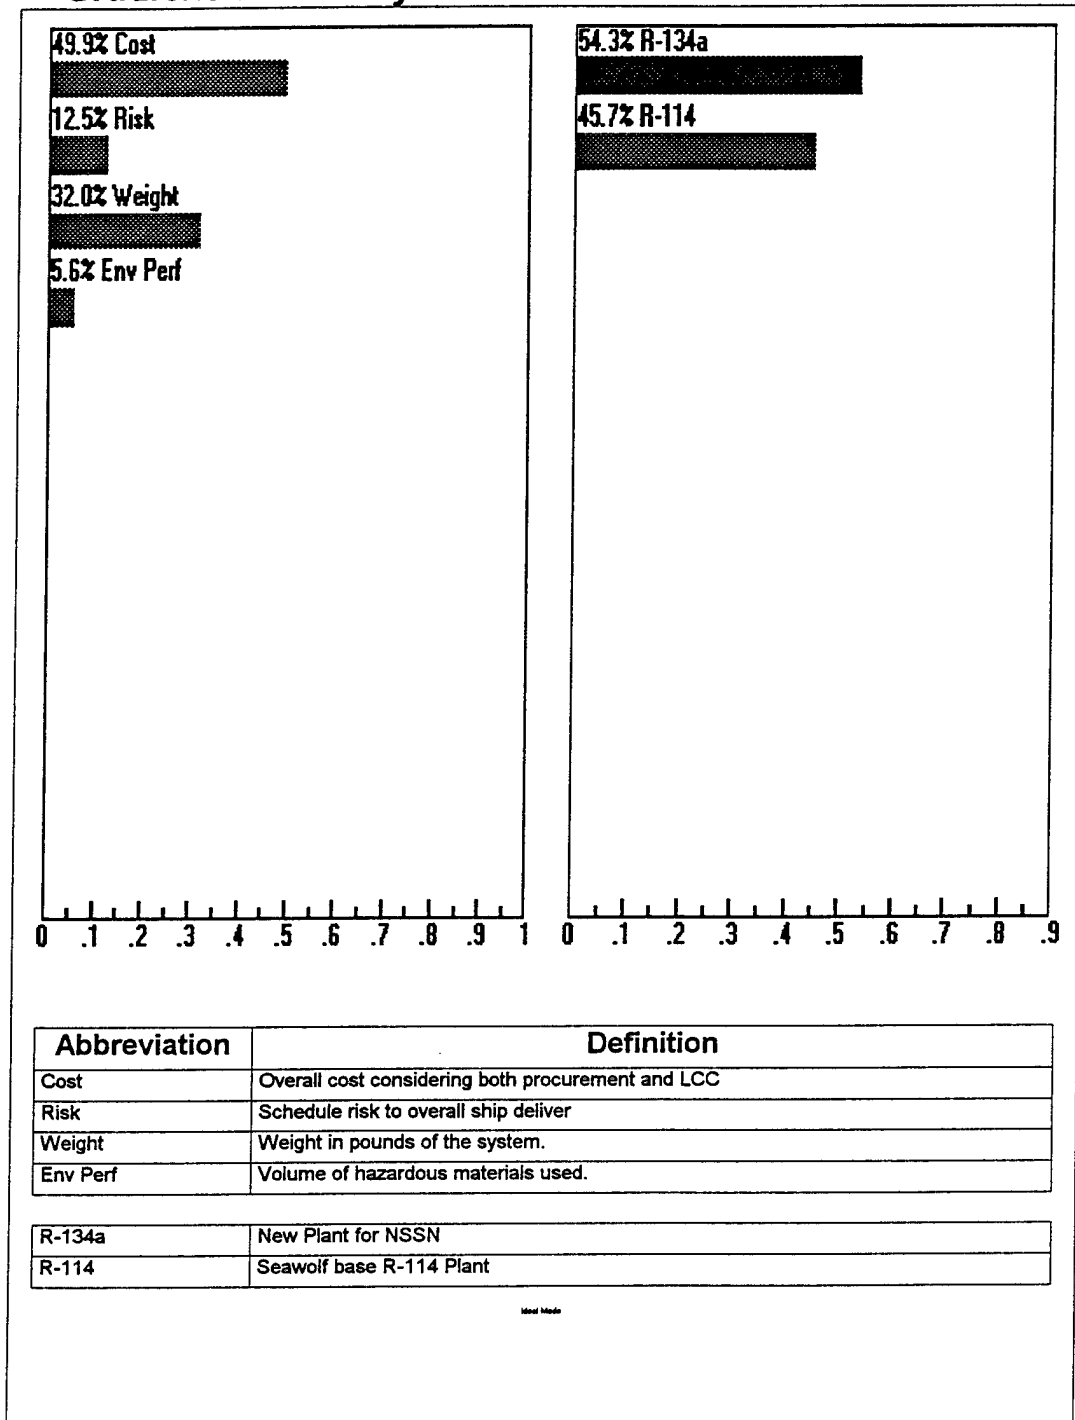 49.9% Cost
12.5% Risk
32.0% Weight
5.6% Env Perf
0 .1 .2 .3 .4 .5 .6 .7 .8 .9 1
54.3% R-134a
45.7% R-114
0 .1 .2 .3 .4 .5 .6 .7 .8 .9
Abbreviation Definition
Cost Overall cost considering both procurement and LCC
Risk Schedule risk to overall ship deliver
Weight Weight in pounds of the system.
Env Perf Volume of hazardous materials used.
R-134a New Plant for NSSN
R-114 Seawolf base R-114 Plant
Ideal Mode